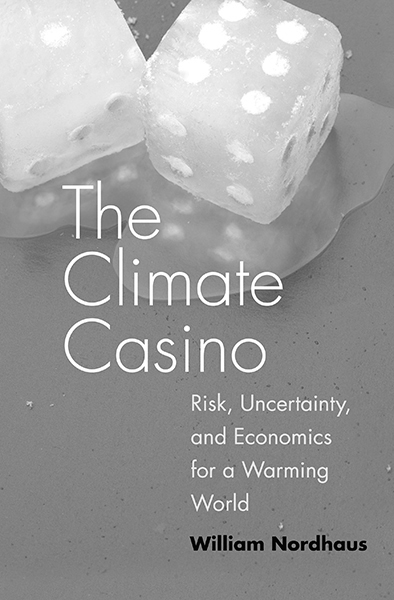 The
Climate
Casino
Risk, Uncertainty,
and Economics
for a Warming
World
William Nordhaus